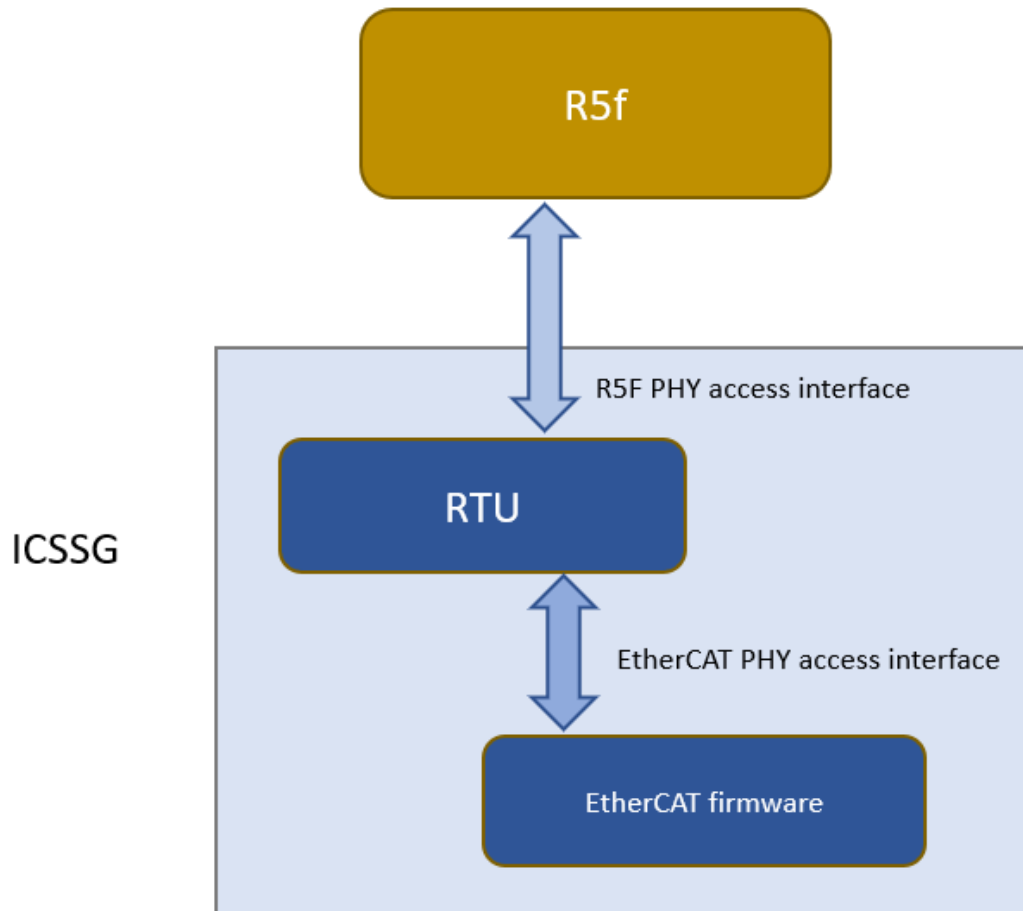 R5f
R5F PHY access interface
RTU
ICSSG
EtherCAT PHY access interface
EtherCAT firmware